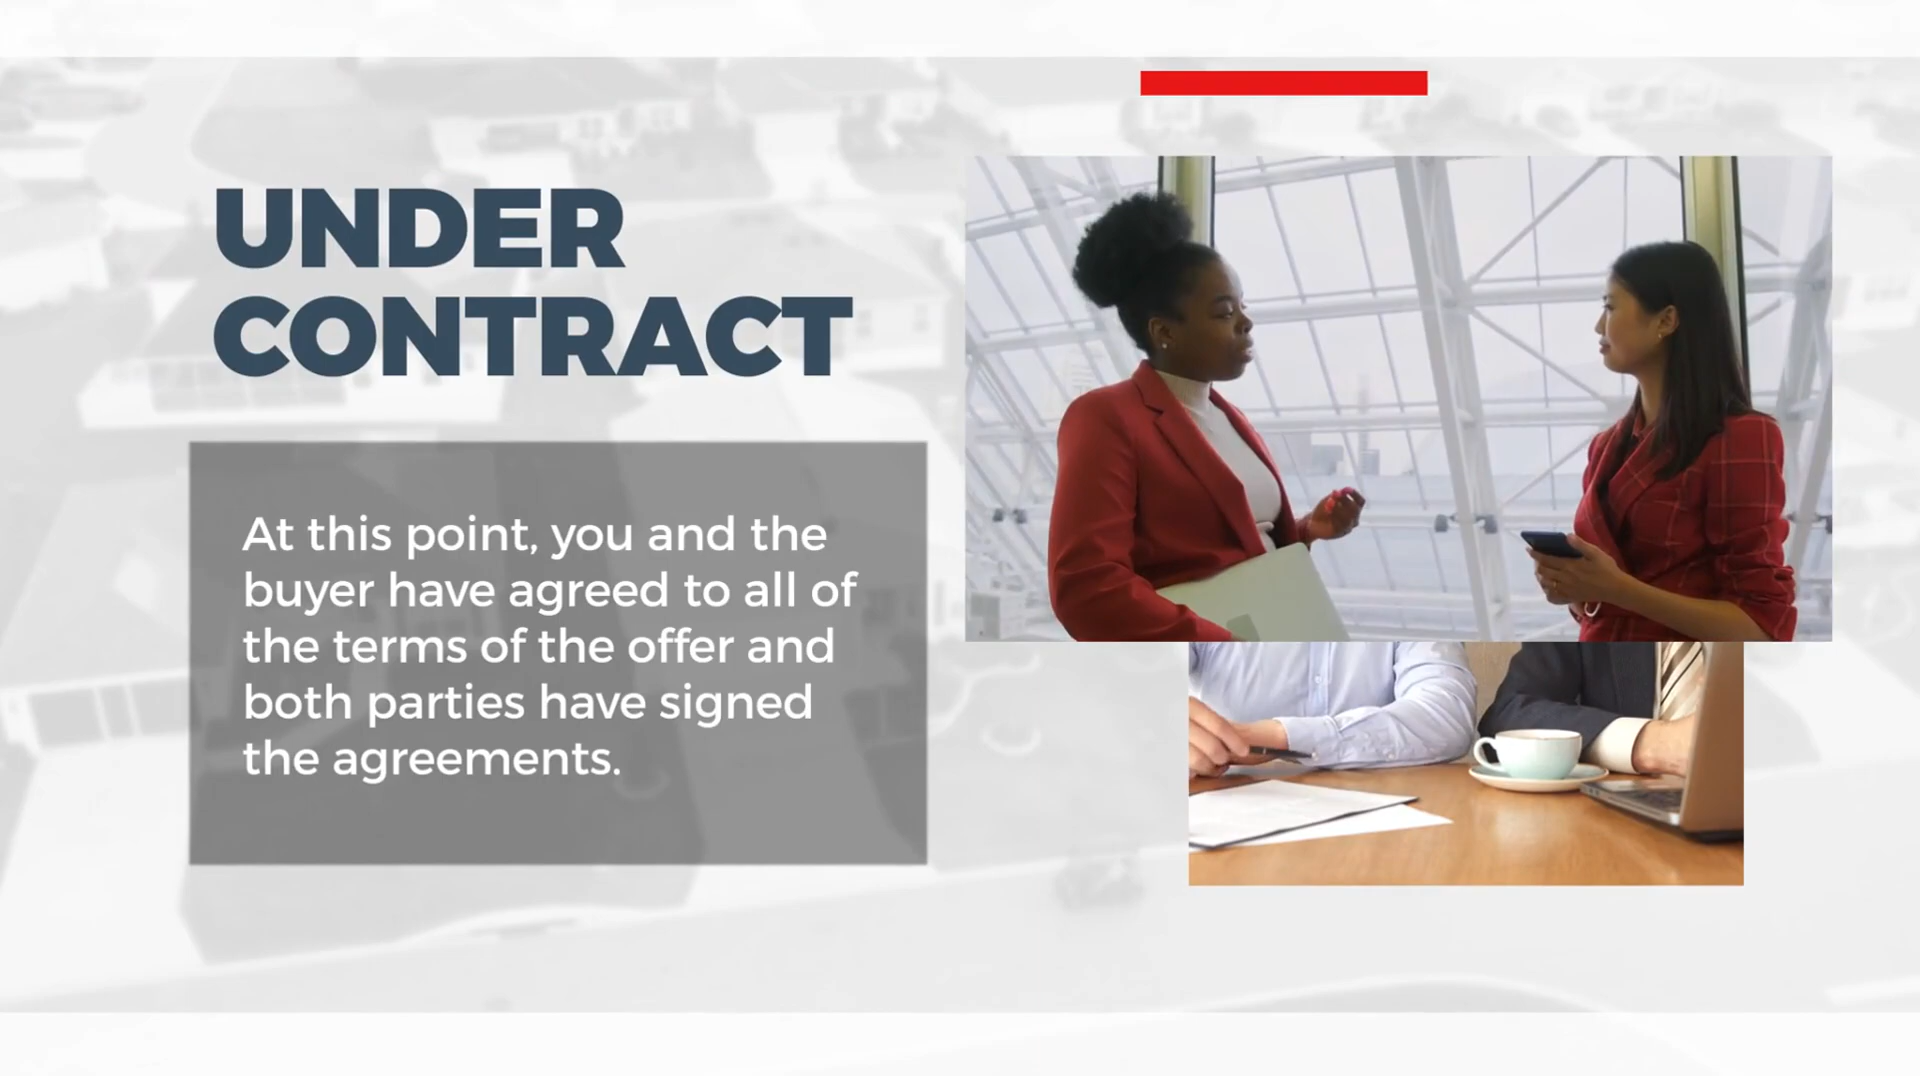 UNDER
CONTRACT
At this point, you and the
buyer have agreed to all of
the terms of the offer and
both parties have signed
the agreements.